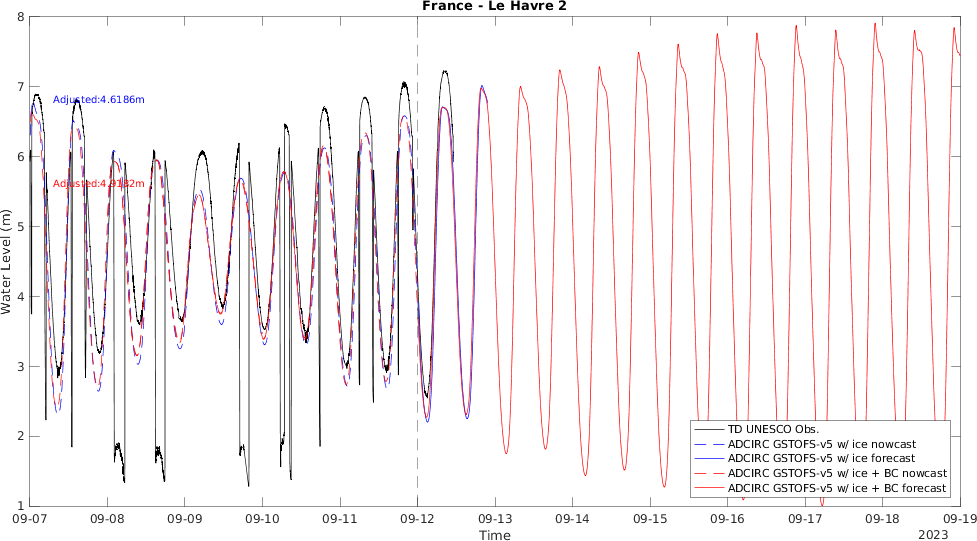 France - Le Havre 2
8
7
6
5
4
3
2
1
Water Level (m)
Adjusted:4.6186m
Adjusted:4.9182m
TD UNESCO Obs.
ADCIRC GSTOFS-v5 w/ ice nowcast
ADCIRC GSTOFS-v5 w/ ice forecast
ADCIRC GSTOFS-v5 w/ ice + BC nowcast
ADCIRC GSTOFS-v5 w/ ice + BC forecast
09-07 09-08 09-09 09-10 09-11 09-12 09-13 09-14 09-15 09-16 09-17 09-18 09-19
Time
2023